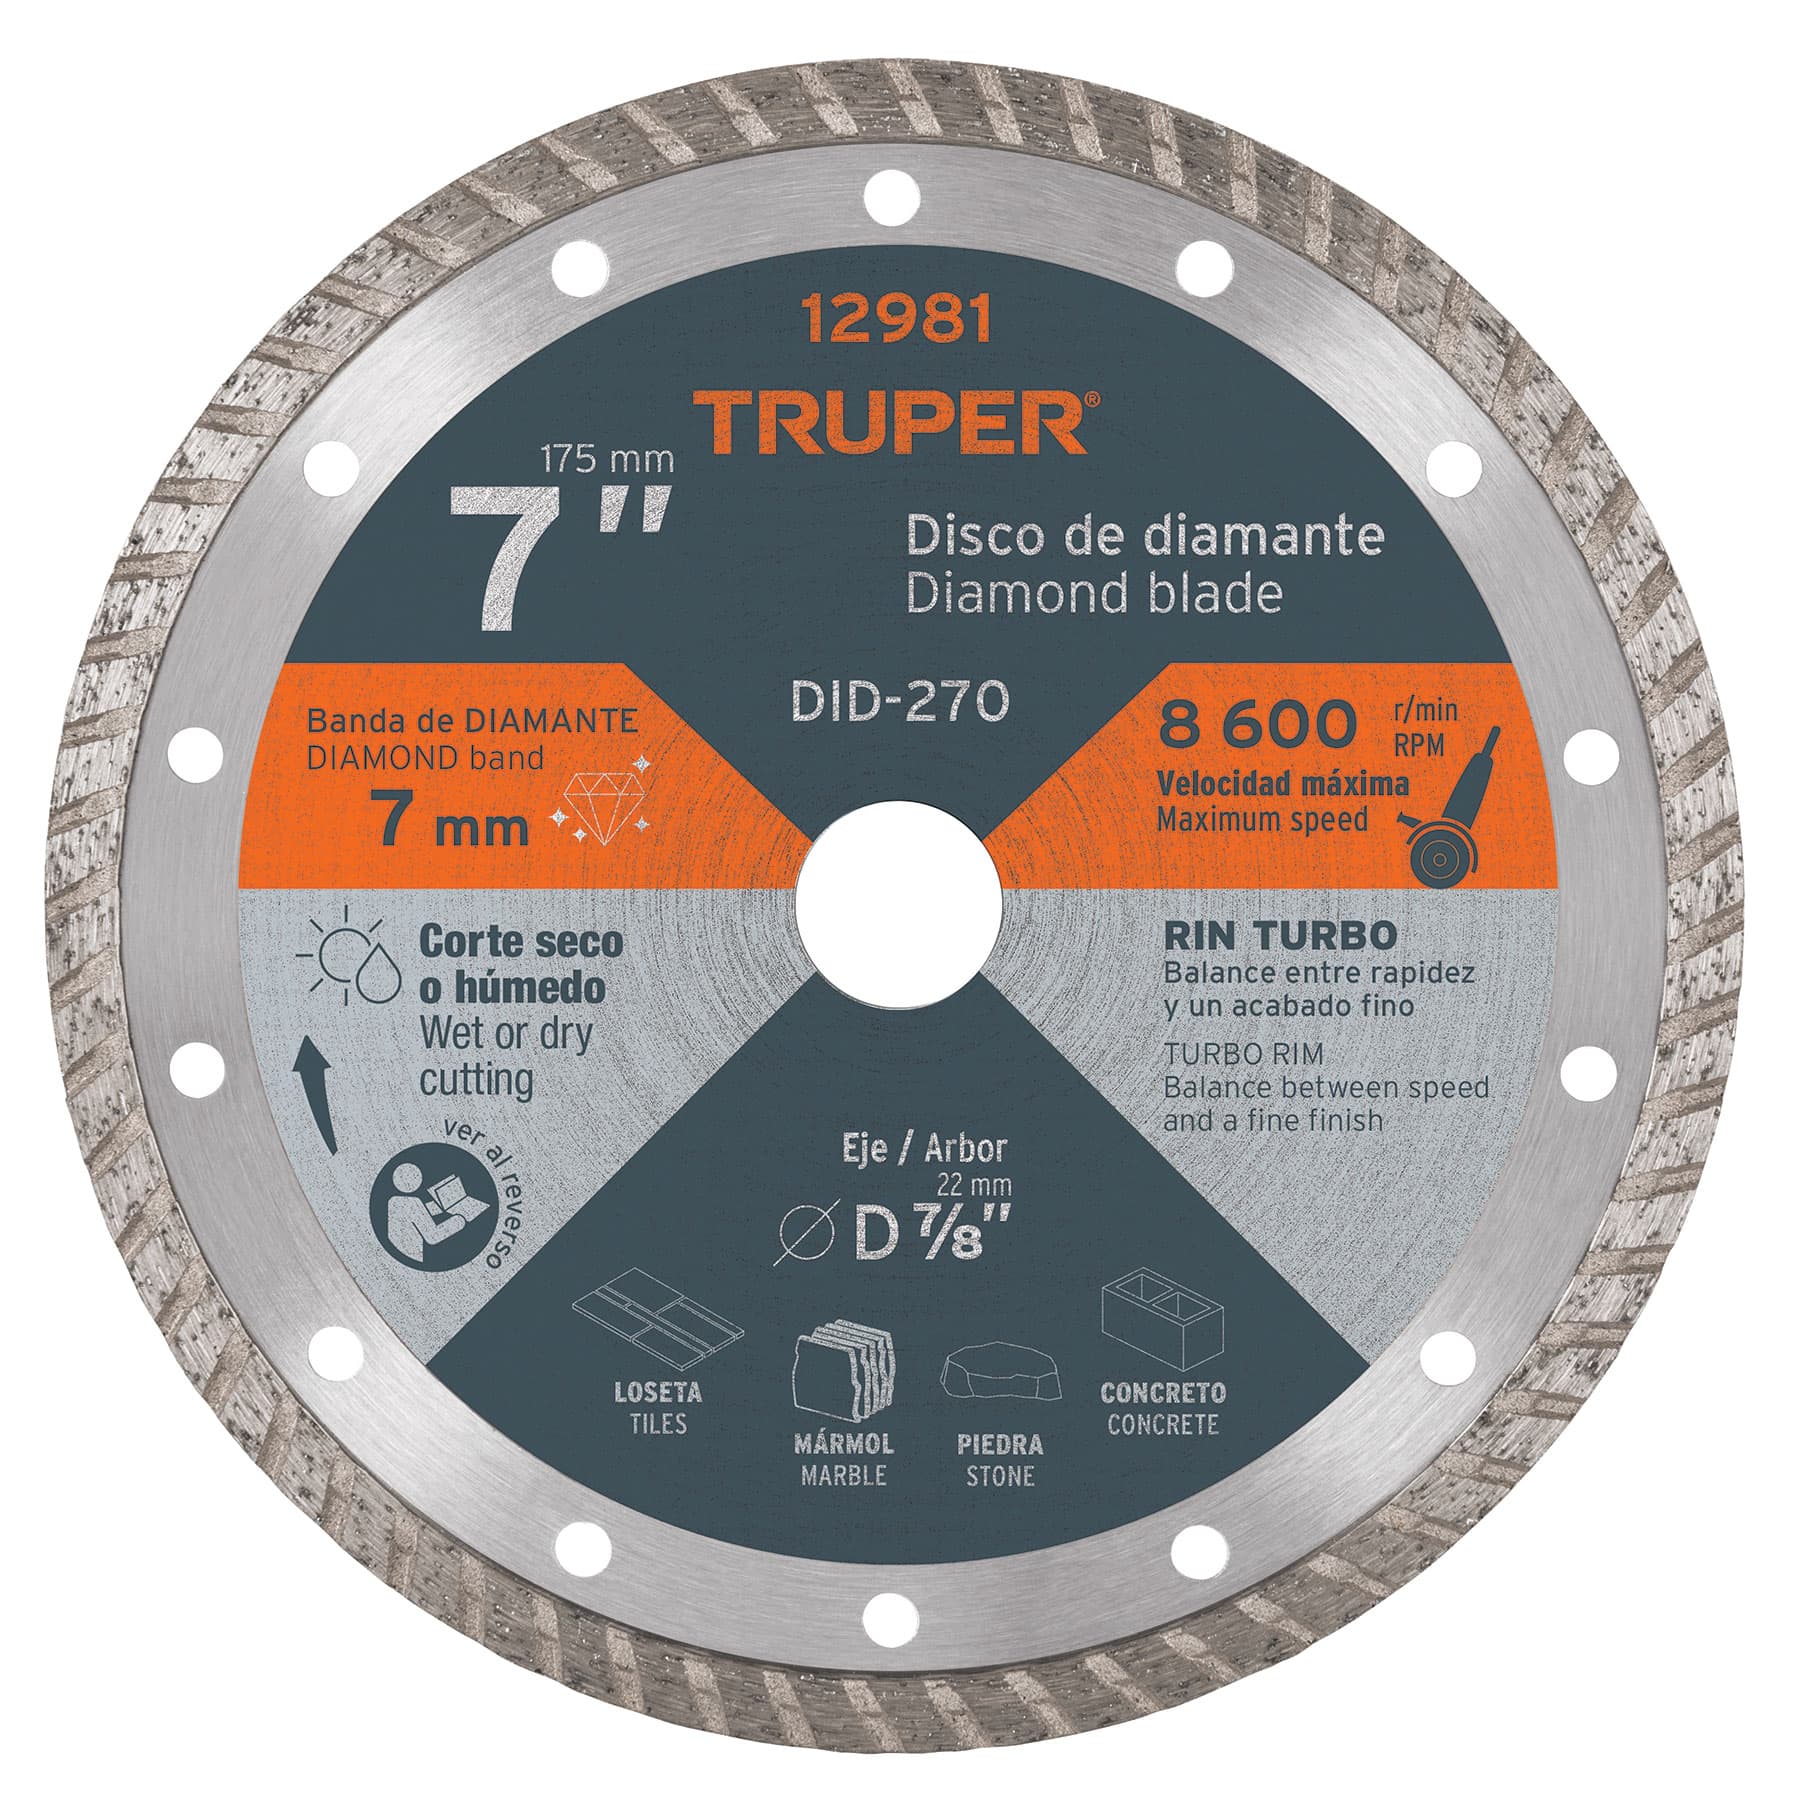 12981
TRUPER®
175 mm
7"
Disco de diamante
Diamond blade
DID-270
Banda de DIAMANTE
DIAMOND band
7 mm
8 600 r/min
RPM
Velocidad máxima
Maximum speed
Corte seco
o húmedo
Wet or dry
cutting
ver al reverso
RIN TURBO
Balance entre rapidez
y un acabado fino
TURBO RIM
Balance between speed
and a fine finish
Eje / Arbor
22 mm
D 7/8"
LOSETA
TILES
MÁRMOL
MARBLE
PIEDRA
STONE
CONCRETO
CONCRETE